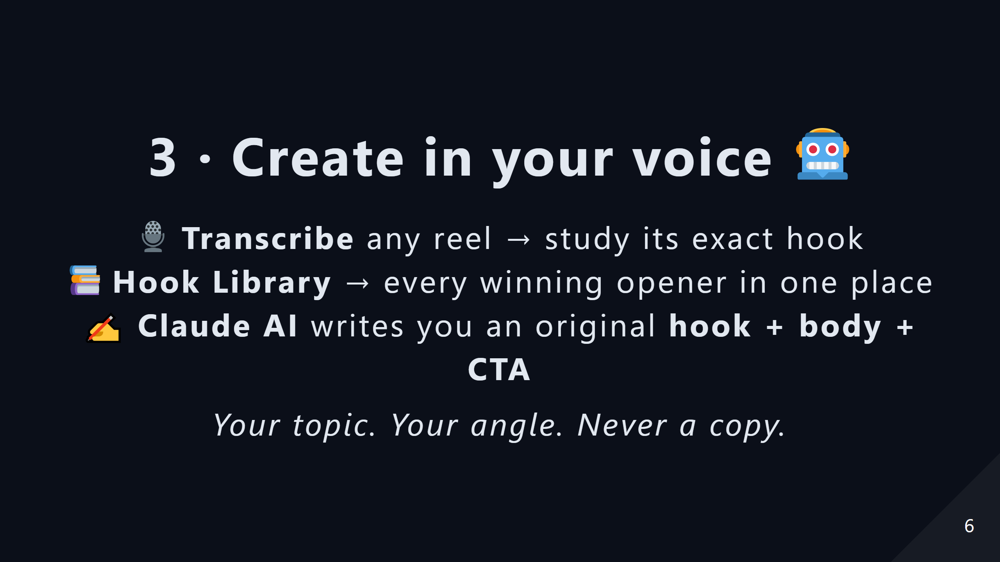 3 · Create in your voice 🤖
🎙️ Transcribe any reel → study its exact hook
📚 Hook Library → every winning opener in one place
✍️ Claude AI writes you an original hook + body +
CTA
Your topic. Your angle. Never a copy.
6